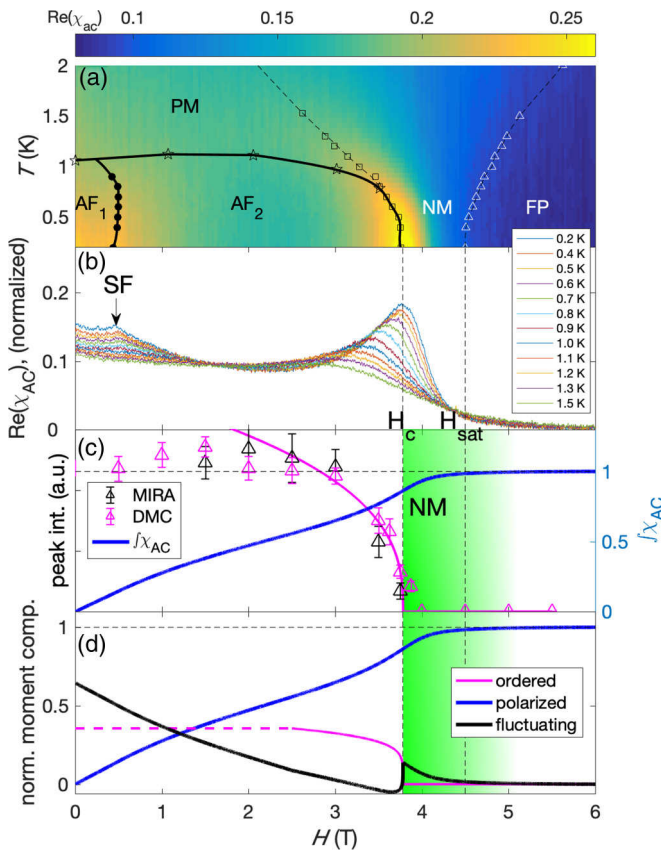 Re(χac) 0.1 0.15 0.2 0.25
(a)
2
1.5
1
0.5
T (K)
PM
AF1 AF2 NM FP
(b)
SF
0.2
0.1
0
Re(χAC), (normalized)
0.2 K
0.4 K
0.5 K
0.6 K
0.7 K
0.8 K
0.9 K
1.0 K
1.1 K
1.2 K
1.3 K
1.5 K
Hc Hsat
(c)
peak int. (a.u.)
MIRA
DMC
∫χAC
NM
1
0.5
0
∫χAC
(d)
1
0.5
0
norm. moment comp.
ordered
polarized
fluctuating
0 1 2 3 4 5 6
H (T)